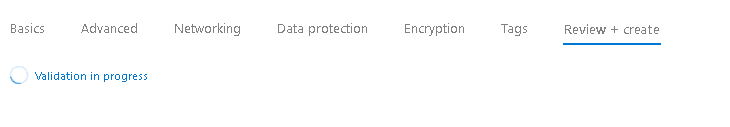 Basics Advanced Networking Data protection Encryption Tags Review + create
Validation in progress